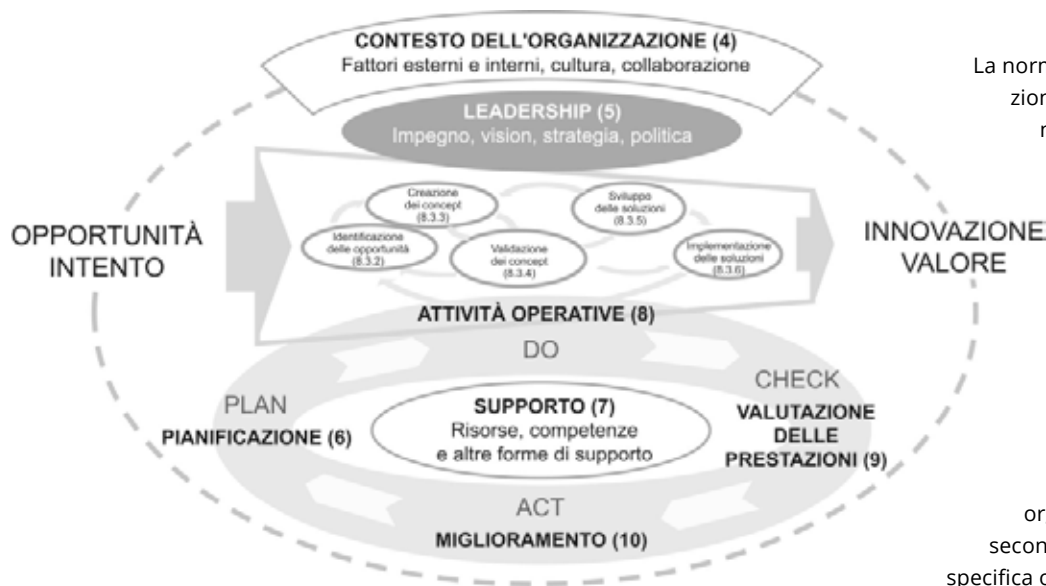 CONTESTO DELL'ORGANIZZAZIONE (4)
Fattori esterni e interni, cultura, collaborazione
LEADERSHIP (5)
Impegno, vision, strategia, politica
OPPORTUNITÀ
INTENTO
Creazione
dei concept
(8.3.3)
Identificazione
delle opportunità
(8.3.2)
Validazione
dei concept
(8.3.4)
Sviluppo
delle soluzioni
(8.3.5)
Implementazione
delle soluzioni
(8.3.6)
INNOVAZIONE
VALORE
ATTIVITÀ OPERATIVE (8)
DO
PLAN
PIANIFICAZIONE (6)
SUPPORTO (7)
Risorse, competenze
e altre forme di supporto
CHECK
VALUTAZIONE
DELLE
PRESTAZIONI (9)
ACT
MIGLIORAMENTO (10)
La norm
zion
org
secon
specifica